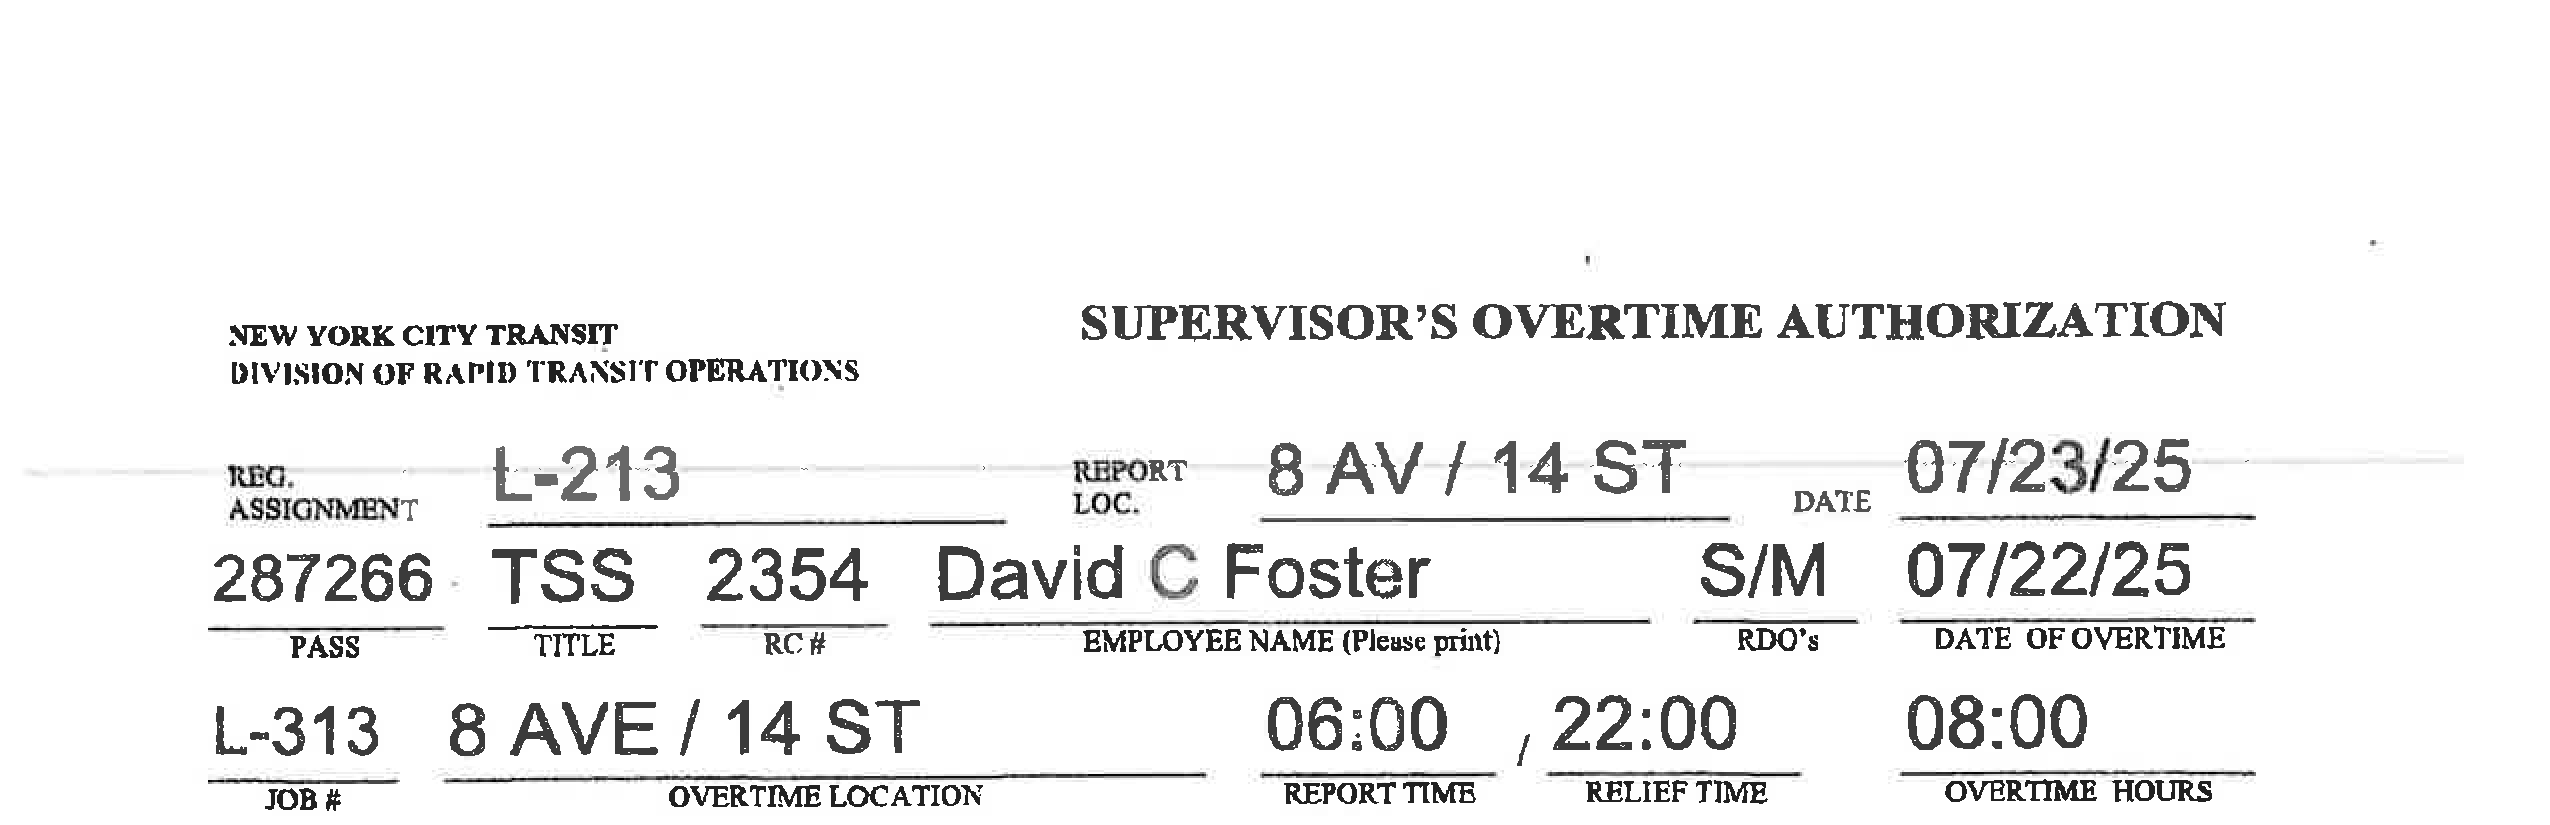 SUPERVISOR'S OVERTIME AUTHORIZATION
NEW YORK CITY TRANSIT
DIVISION OF RAPID TRANSIT OPERATIONS
REG. ASSIGNMENT L-213 REPORT LOC. 8 AV / 14 ST DATE 07/23/25
287266 TSS 2354 David C Foster S/M 07/22/25
PASS TITLE RC # EMPLOYEE NAME (Please print) RDO's DATE OF OVERTIME
L-313 8 AVE / 14 ST 06:00 / 22:00 08:00
JOB # OVERTIME LOCATION REPORT TIME RELIEF TIME OVERTIME HOURS